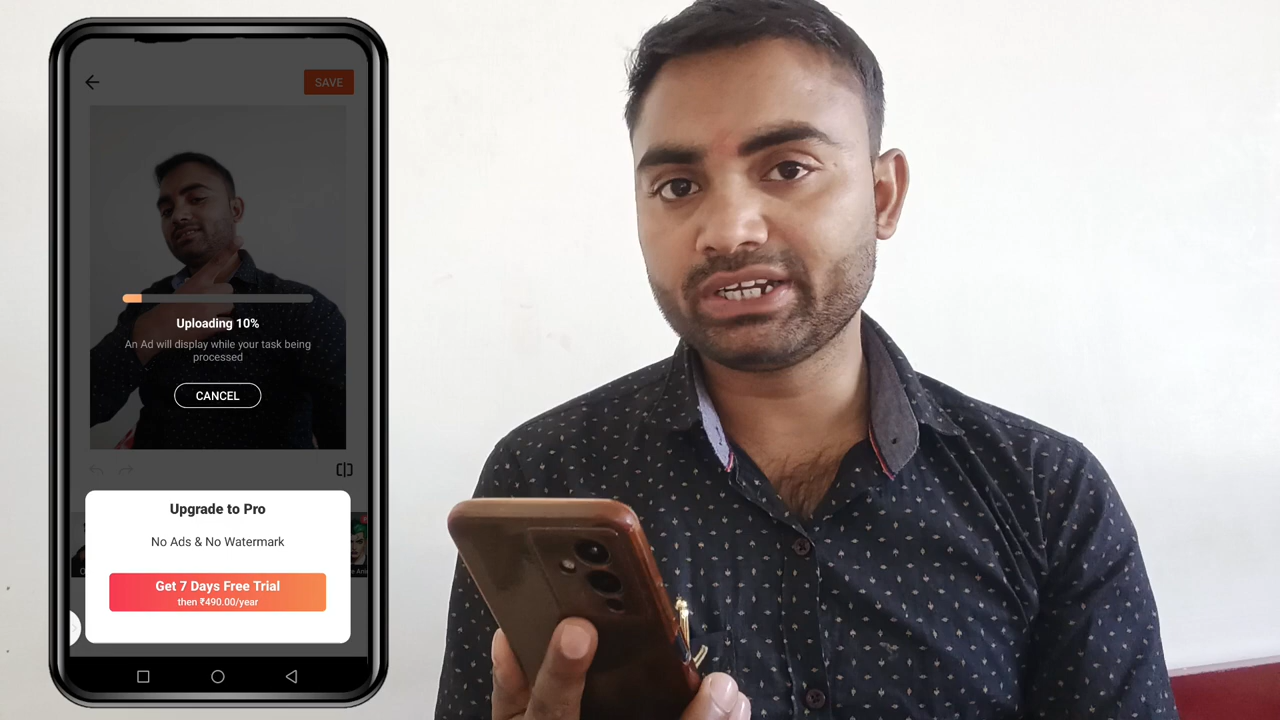 SAVE
Uploading 10%
An Ad will display while your task being
processed
CANCEL
Upgrade to Pro
No Ads & No Watermark
Get 7 Days Free Trial
then ₹490.00/year